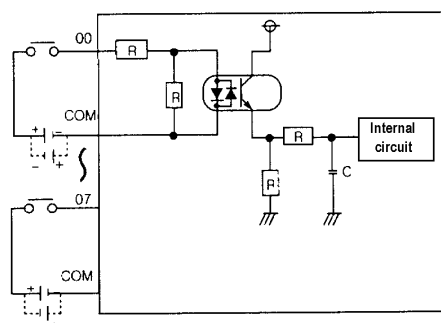 00
R
R
COM
+ -
- +
R
Internal
circuit
R
C
07
COM
+